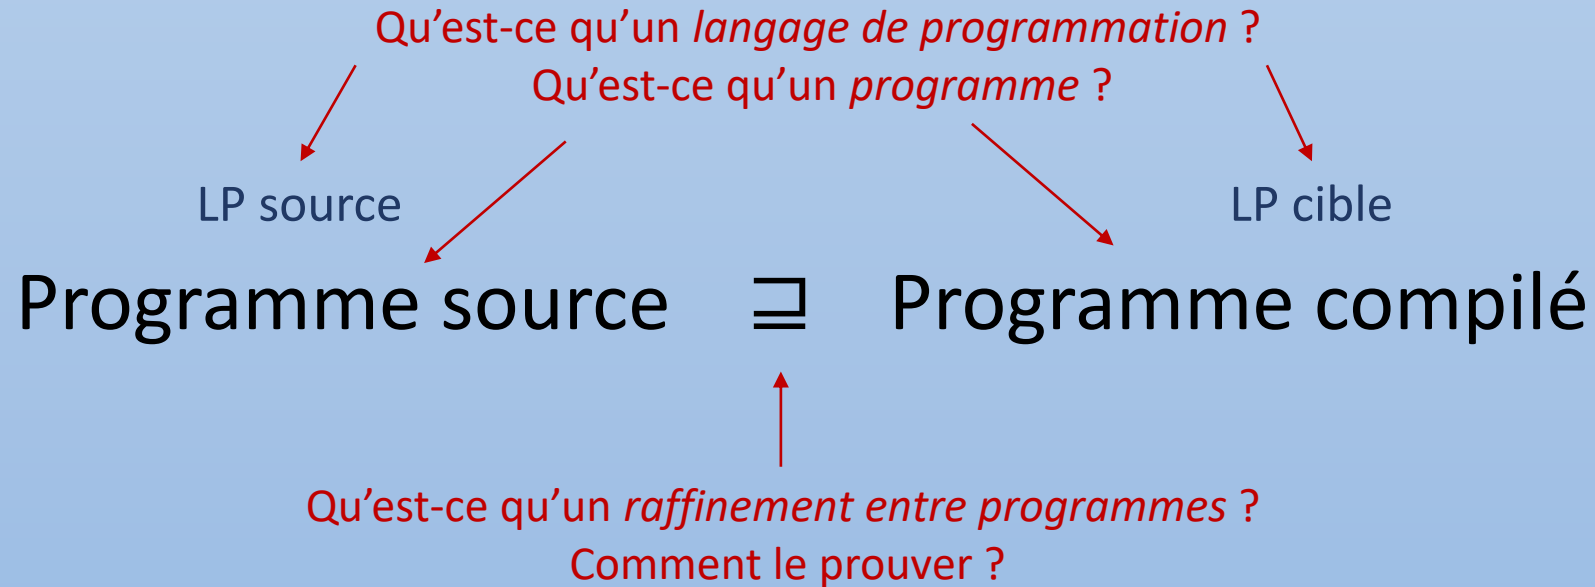 Qu’est-ce qu’un langage de programmation ?
Qu’est-ce qu’un programme ?
LP source LP cible
Programme source ⊒ Programme compilé
Qu’est-ce qu’un raffinement entre programmes ?
Comment le prouver ?